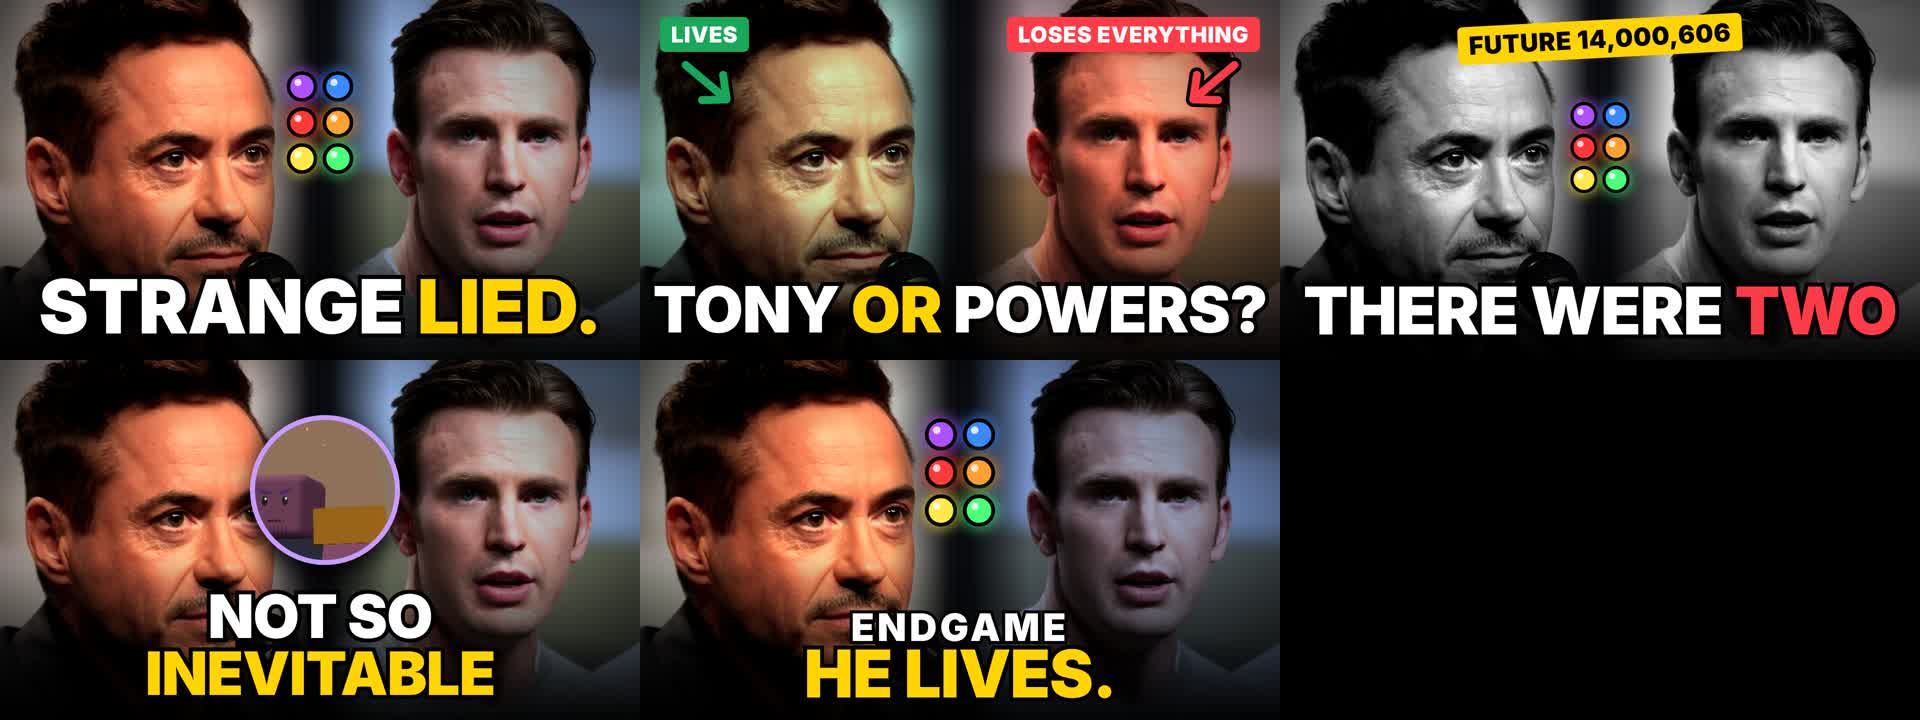 STRANGE LIED.
LIVES
LOSES EVERYTHING
TONY OR POWERS?
FUTURE 14,000,606
THERE WERE TWO
NOT SO
INEVITABLE
ENDGAME
HE LIVES.